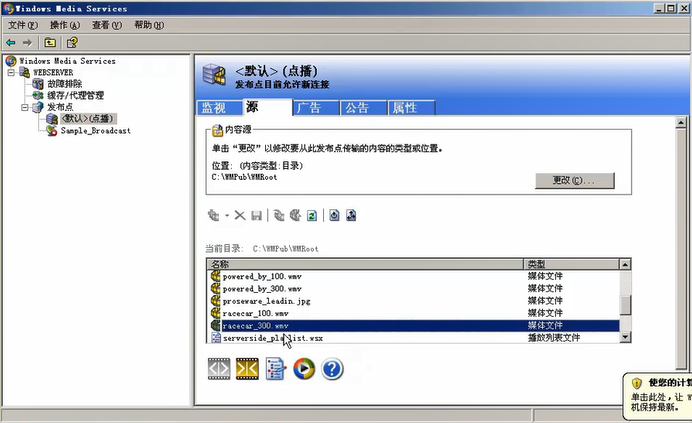 Windows Media Services
文件(F) 操作(A) 查看(V) 帮助(H)
Windows Media Services
WEBSERVER
故障排除
缓存/代理管理
发布点
<默认>(点播)
Sample_Broadcast
<默认>(点播)
发布点目前允许新连接
监视 源 广告 公告 属性
内容源
单击“更改”以修改要从此发布点传输的内容的类型或位置。
位置: (内容类型:目录)
C:\WMPub\WMRoot
更改(C)...
当前目录: C:\WMPub\WMRoot
名称 类型
powered_by_100.wmv 媒体文件
powered_by_300.wmv 媒体文件
proseware_leadin.jpg 媒体文件
racecar_100.wmv 媒体文件
racecar_300.wmv 媒体文件
serverside_playlist.wsx 播放列表文件
使您的计算
单击此处，让 W
机保持最新。